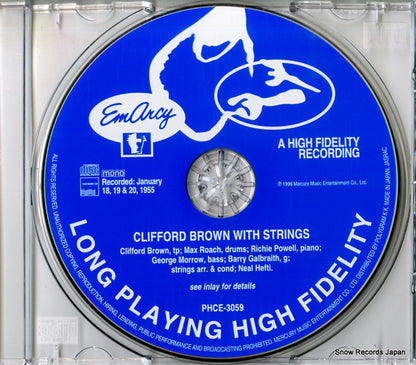 EmArcy
A HIGH FIDELITY
RECORDING
COMPACT
disc
DIGITAL AUDIO
mono
Recorded: January
18, 19 & 20, 1955
℗ 1996 Mercury Music Entertainment Co., Ltd.
CLIFFORD BROWN WITH STRINGS
Clifford Brown, tp; Max Roach, drums; Richie Powell, piano;
George Morrow, bass; Barry Galbraith, g;
strings arr. & cond; Neal Hefti.
see inlay for details
PHCE-3059
LONG PLAYING HIGH FIDELITY
ALL RIGHTS RESERVED. UNAUTHORIZED COPYING, REPRODUCTION, HIRING, LENDING, PUBLIC PERFORMANCE AND BROADCASTING PROHIBITED. MERCURY MUSIC ENTERTAINMENT CO., LTD. DISTRIBUTED BY POLYGRAM K.K. MADE IN JAPAN. JASRAC
Snow Records Japan